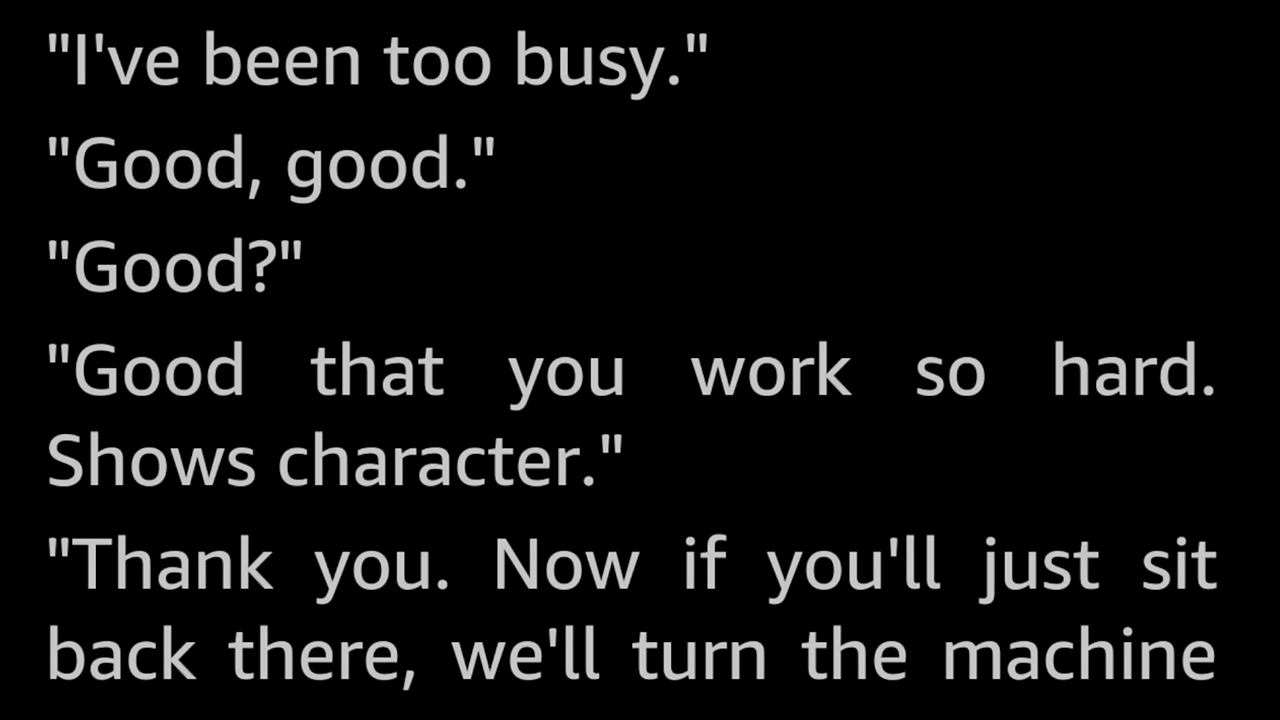 "I've been too busy."
"Good, good."
"Good?"
"Good that you work so hard.
Shows character."
"Thank you. Now if you'll just sit
back there, we'll turn the machine